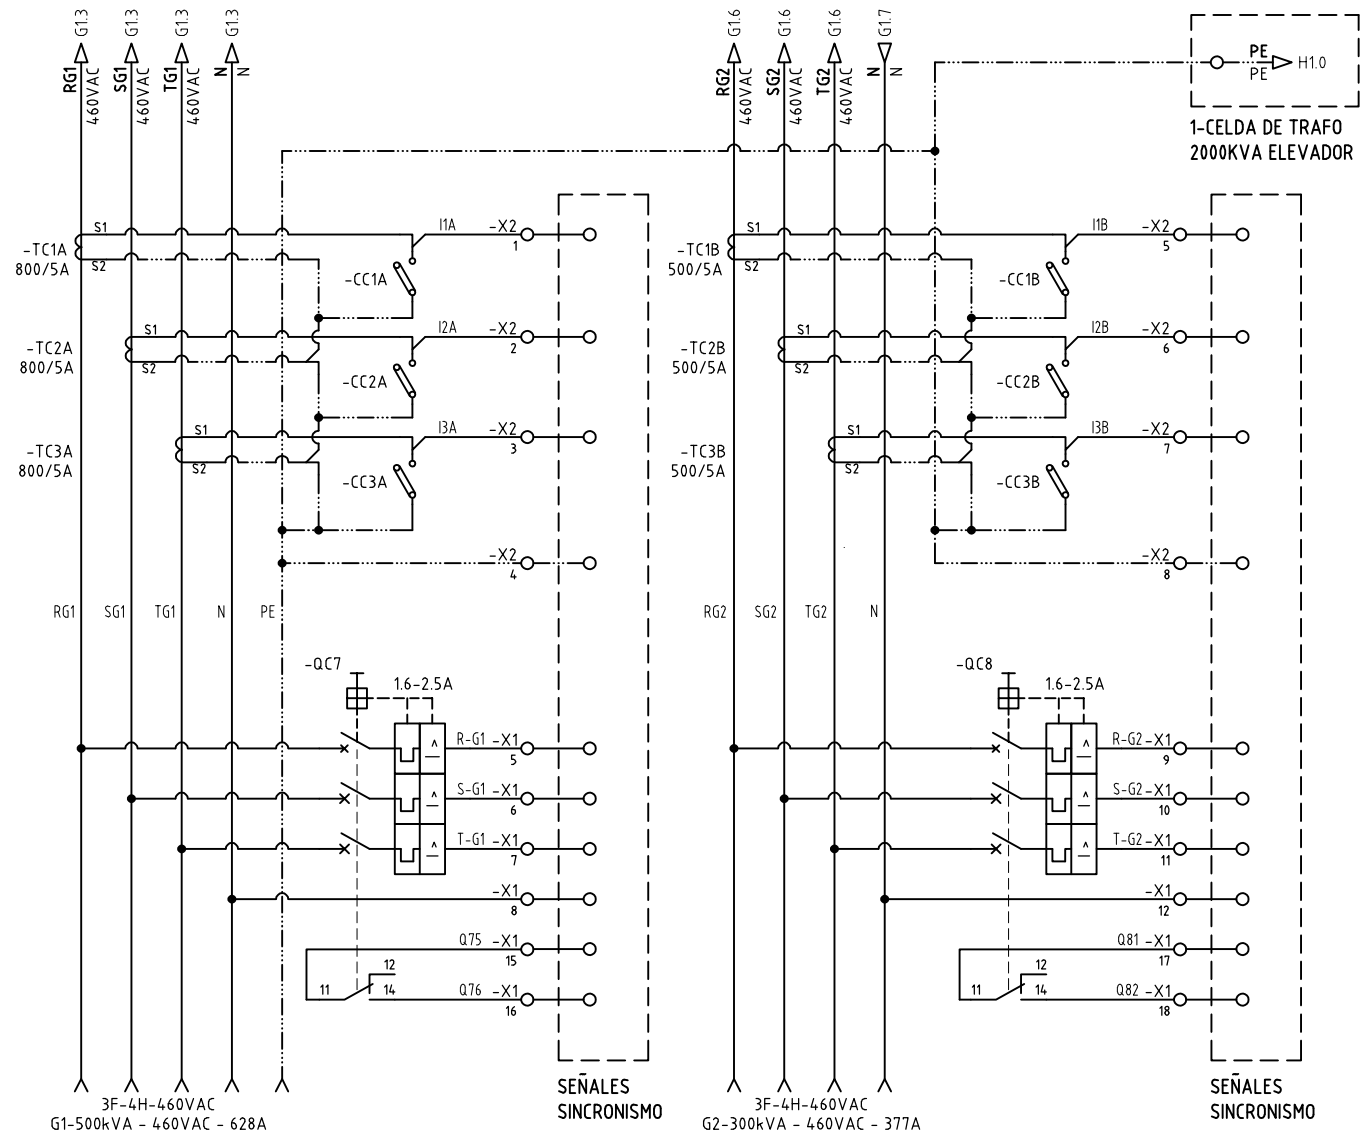 G1.3
G1.3
G1.3
G1.3
G1.6
G1.6
G1.6
G1.7
RG1
460VAC
SG1
460VAC
TG1
460VAC
N
N
RG2
460VAC
SG2
460VAC
TG2
460VAC
N
N
PE
PE
H1.0
1-CELDA DE TRAFO
2000KVA ELEVADOR
-TC1A
800/5A
S1
S2
-CC1A
I1A
-X2
1
-TC2A
800/5A
S1
S2
-CC2A
I2A
-X2
2
-TC3A
800/5A
S1
S2
-CC3A
I3A
-X2
3
-X2
4
RG1
SG1
TG1
N
PE
-QC7
1.6-2.5A
R-G1
-X1
5
S-G1
-X1
6
T-G1
-X1
7
-X1
8
Q75
-X1
15
11
12
14
Q76
-X1
16
3F-4H-460VAC
G1-500kVA - 460VAC - 628A
SEÑALES
SINCRONISMO
-TC1B
500/5A
S1
S2
-CC1B
I1B
-X2
5
-TC2B
500/5A
S1
S2
-CC2B
I2B
-X2
6
-TC3B
500/5A
S1
S2
-CC3B
I3B
-X2
7
-X2
8
RG2
SG2
TG2
N
-QC8
1.6-2.5A
R-G2
-X1
9
S-G2
-X1
10
T-G2
-X1
11
-X1
12
Q81
-X1
17
11
12
14
Q82
-X1
18
3F-4H-460VAC
G2-300kVA - 460VAC - 377A
SEÑALES
SINCRONISMO